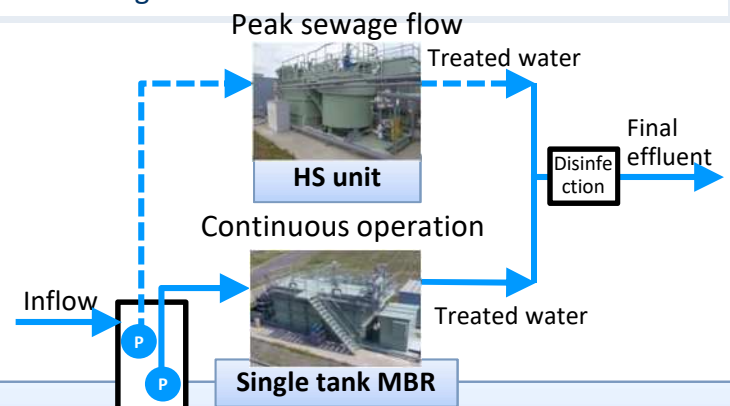 Peak sewage flow
Treated water
HS unit
Final
effluent
Disinfe
ction
Continuous operation
Inflow
P
Treated water
P
Single tank MBR